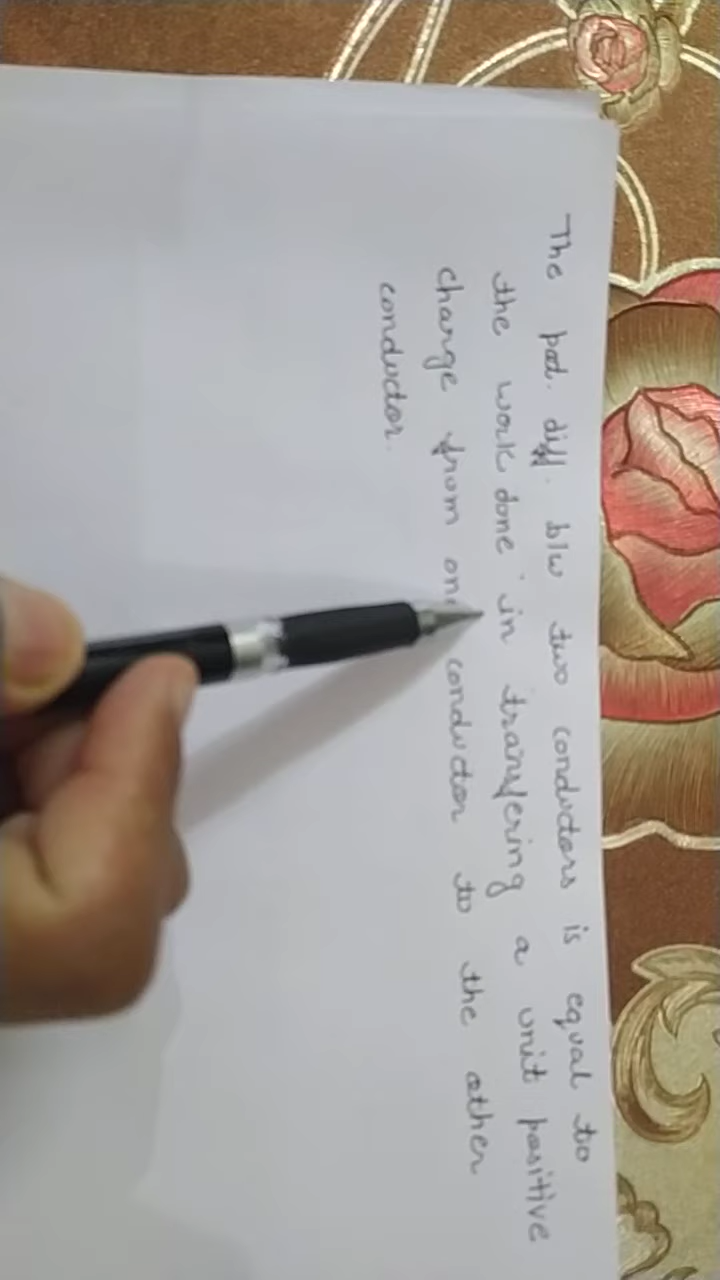 The pot. diff. b/w two conductors is equal to
the work done in transfering a unit positive
charge from one conductor to the other
conductor.